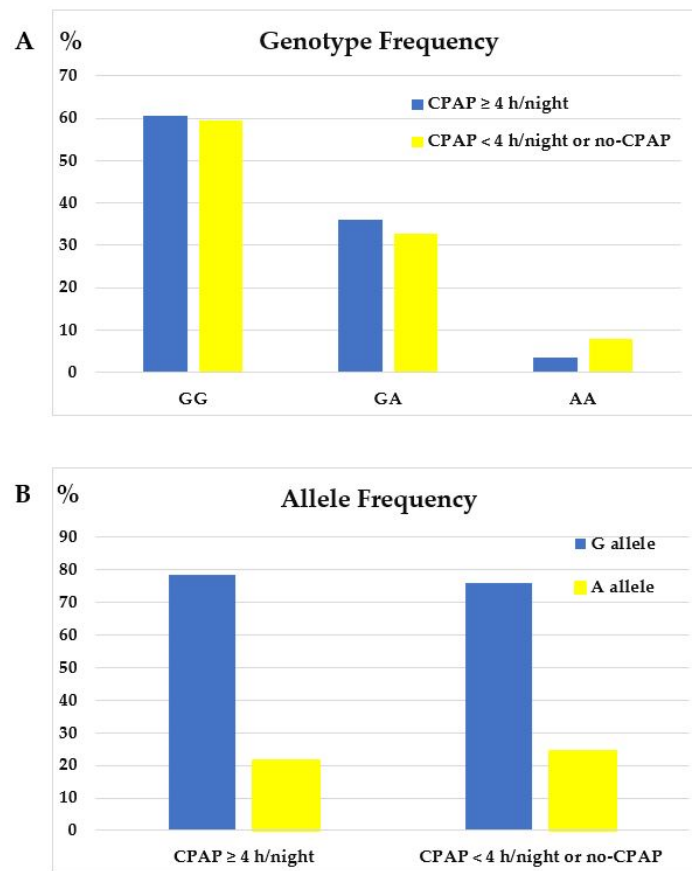 A % Genotype Frequency
70
CPAP ≥ 4 h/night
60
CPAP < 4 h/night or no-CPAP
50
40
30
20
10
0
GG GA AA
B % Allele Frequency
90
G allele
80
A allele
70
60
50
40
30
20
10
0
CPAP ≥ 4 h/night CPAP < 4 h/night or no-CPAP